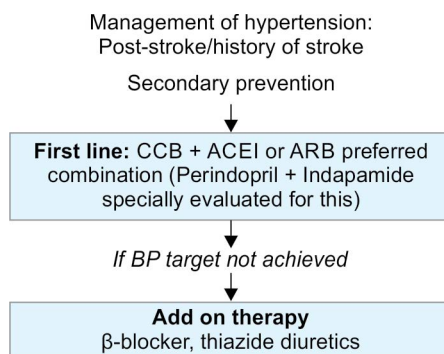 Management of hypertension:
Post-stroke/history of stroke
Secondary prevention
First line: CCB + ACEI or ARB preferred
combination (Perindopril + Indapamide
specially evaluated for this)
If BP target not achieved
Add on therapy
β-blocker, thiazide diuretics